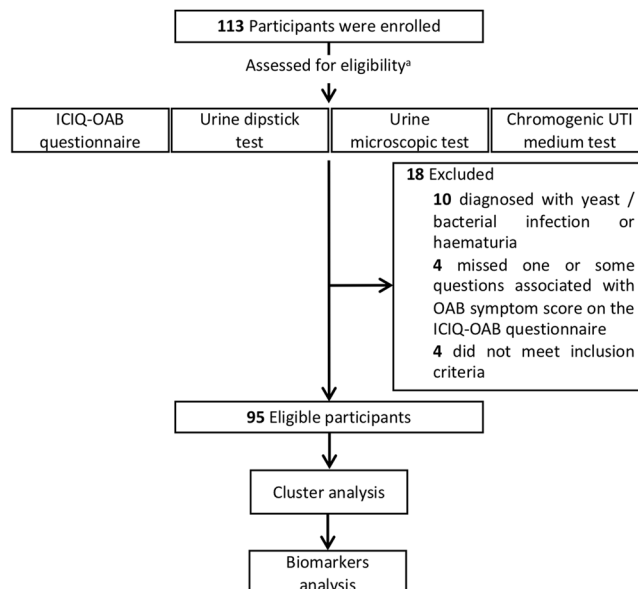 113 Participants were enrolled
Assessed for eligibilityᵃ
ICIQ-OAB
questionnaire
Urine dipstick
test
Urine
microscopic test
Chromogenic UTI
medium test
18 Excluded
10 diagnosed with yeast /
bacterial infection or
haematuria
4 missed one or some
questions associated with
OAB symptom score on the
ICIQ-OAB questionnaire
4 did not meet inclusion
criteria
95 Eligible participants
Cluster analysis
Biomarkers
analysis